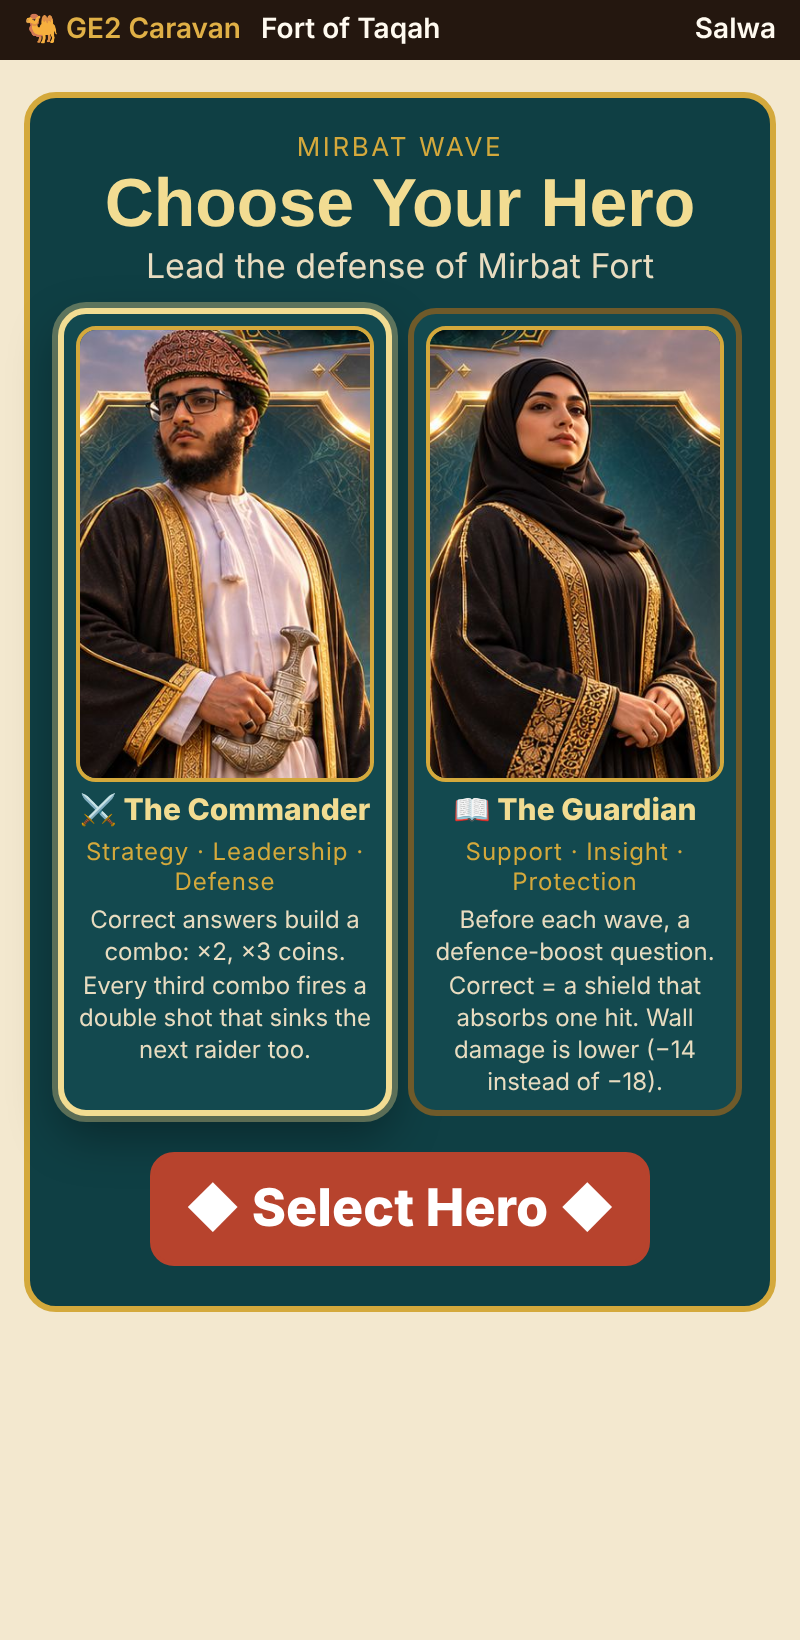 🐫 GE2 Caravan Fort of Taqah Salwa
MIRBAT WAVE
Choose Your Hero
Lead the defense of Mirbat Fort
⚔️ The Commander
Strategy · Leadership ·
Defense
Correct answers build a
combo: ×2, ×3 coins.
Every third combo fires a
double shot that sinks the
next raider too.
📖 The Guardian
Support · Insight ·
Protection
Before each wave, a
defence-boost question.
Correct = a shield that
absorbs one hit. Wall
damage is lower (−14
instead of −18).
◆ Select Hero ◆